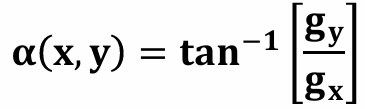 α(x, y) = tan⁻¹ [g_y / g_x]